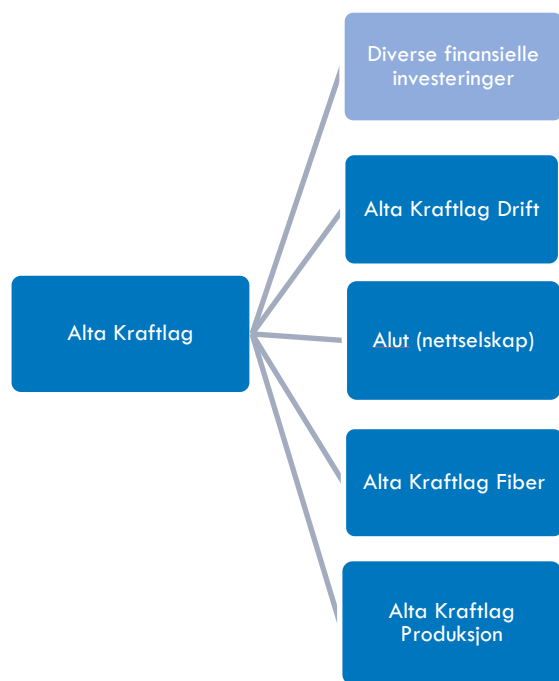 Diverse finansielle
investeringer
Alta Kraftlag Drift
Alta Kraftlag
Alut (nettselskap)
Alta Kraftlag Fiber
Alta Kraftlag
Produksjon